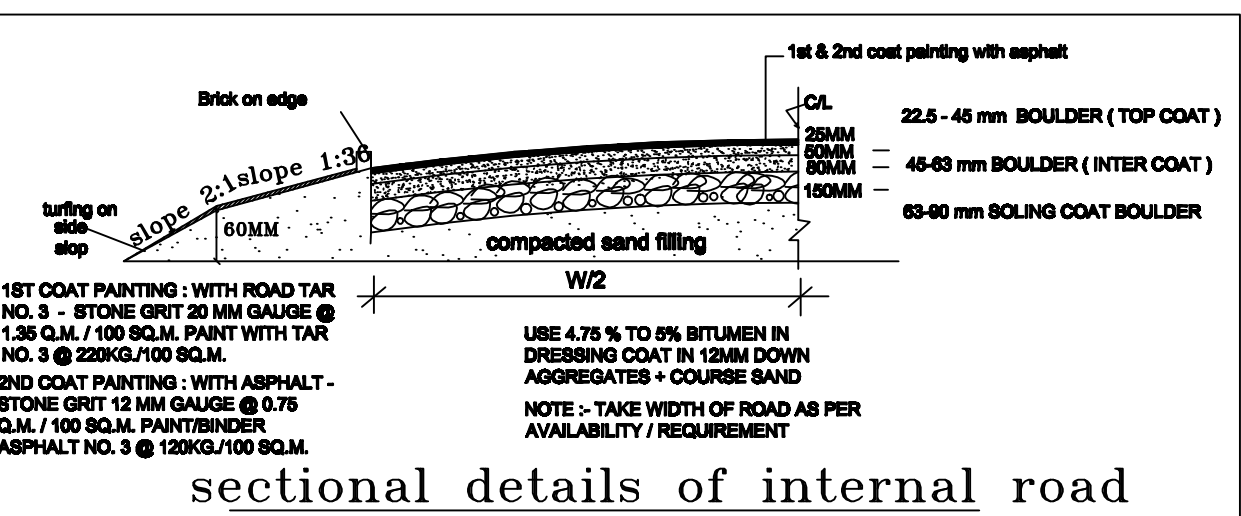 1st & 2nd coat painting with asphalt
Brick on edge
C/L
22.5 - 45 mm BOULDER ( TOP COAT )
25MM
50MM
45-63 mm BOULDER ( INTER COAT )
80MM
150MM
63-90 mm SOLING COAT BOULDER
slope 2:1
slope 1:36
turfing on
side
slop
60MM
compacted sand filling
W/2
1ST COAT PAINTING : WITH ROAD TAR
NO. 3 - STONE GRIT 20 MM GAUGE @
1.35 Q.M. / 100 SQ.M. PAINT WITH TAR
NO. 3 @ 220KG./100 SQ.M.
2ND COAT PAINTING : WITH ASPHALT -
STONE GRIT 12 MM GAUGE @ 0.75
Q.M. / 100 SQ.M. PAINT/BINDER
ASPHALT NO. 3 @ 120KG./100 SQ.M.
USE 4.75 % TO 5% BITUMEN IN
DRESSING COAT IN 12MM DOWN
AGGREGATES + COURSE SAND
NOTE :- TAKE WIDTH OF ROAD AS PER
AVAILABILITY / REQUIREMENT
sectional details of internal road